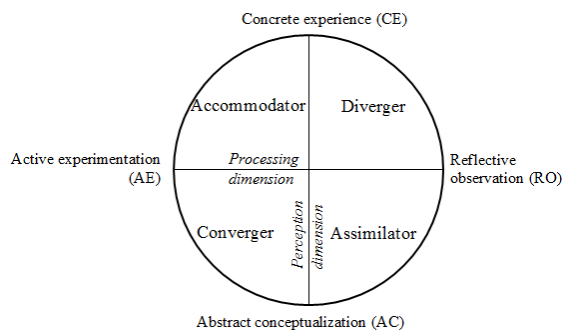 Concrete experience (CE)
Accommodator
Diverger
Active experimentation
(AE)
Processing
dimension
Reflective
observation (RO)
Converger
Perception
dimension
Assimilator
Abstract conceptualization (AC)